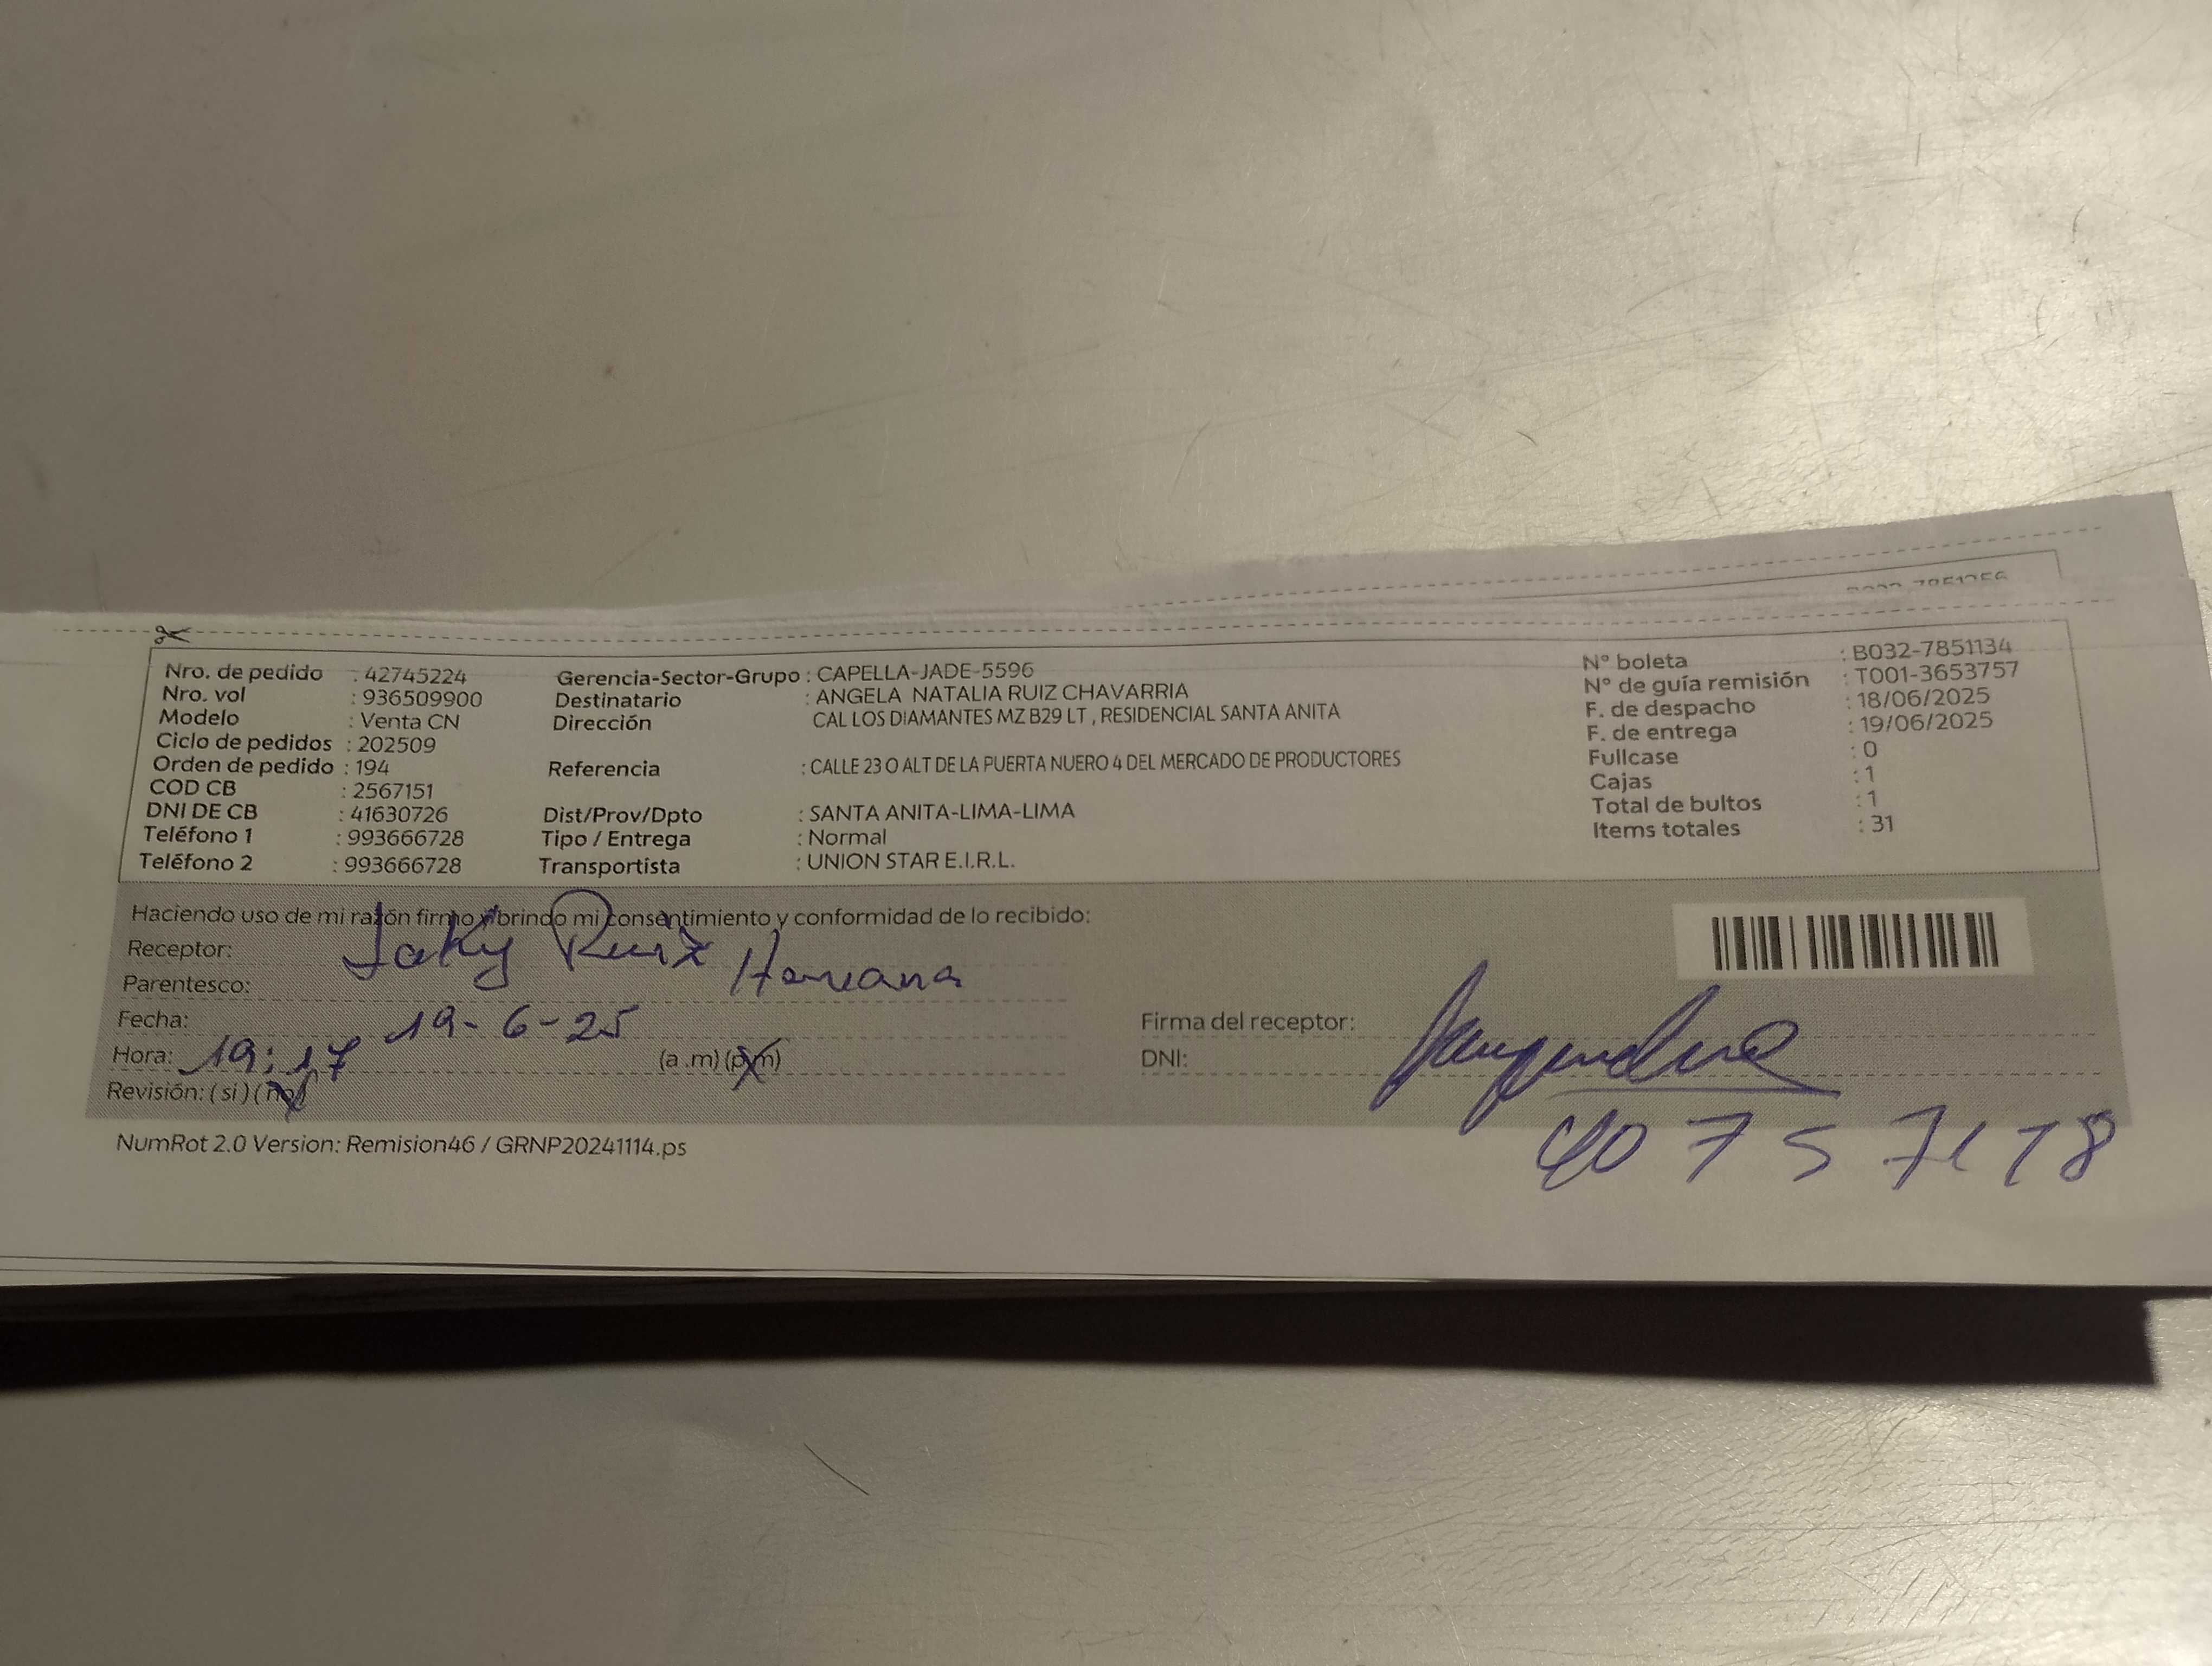 Nro. de pedido : 42745224 Gerencia-Sector-Grupo : CAPELLA-JADE-5596 N° boleta : B032-7851134
Nro. vol : 936509900 Destinatario : ANGELA NATALIA RUIZ CHAVARRIA N° de guía remisión : T001-3653757
Modelo : Venta CN Dirección CAL LOS DIAMANTES MZ B29 LT , RESIDENCIAL SANTA ANITA F. de despacho : 18/06/2025
Ciclo de pedidos : 202509 F. de entrega : 19/06/2025
Orden de pedido : 194 Referencia : CALLE 23 O ALT DE LA PUERTA NUERO 4 DEL MERCADO DE PRODUCTORES Fullcase : 0
COD CB : 2567151 Cajas : 1
DNI DE CB : 41630726 Dist/Prov/Dpto : SANTA ANITA-LIMA-LIMA Total de bultos : 1
Teléfono 1 : 993666728 Tipo / Entrega : Normal Items totales : 31
Teléfono 2 : 993666728 Transportista : UNION STAR E.I.R.L.
Haciendo uso de mi razón firmo y brindo mi consentimiento y conformidad de lo recibido:
Receptor: Jaky Ruiz
Parentesco: Hermana
Fecha: 19-6-25
Firma del receptor:
Hora: 19:17 (a .m) (p.m)
DNI:
Revisión: ( si ) ( no )
NumRot 2.0 Version: Remision46 / GRNP20241114.ps